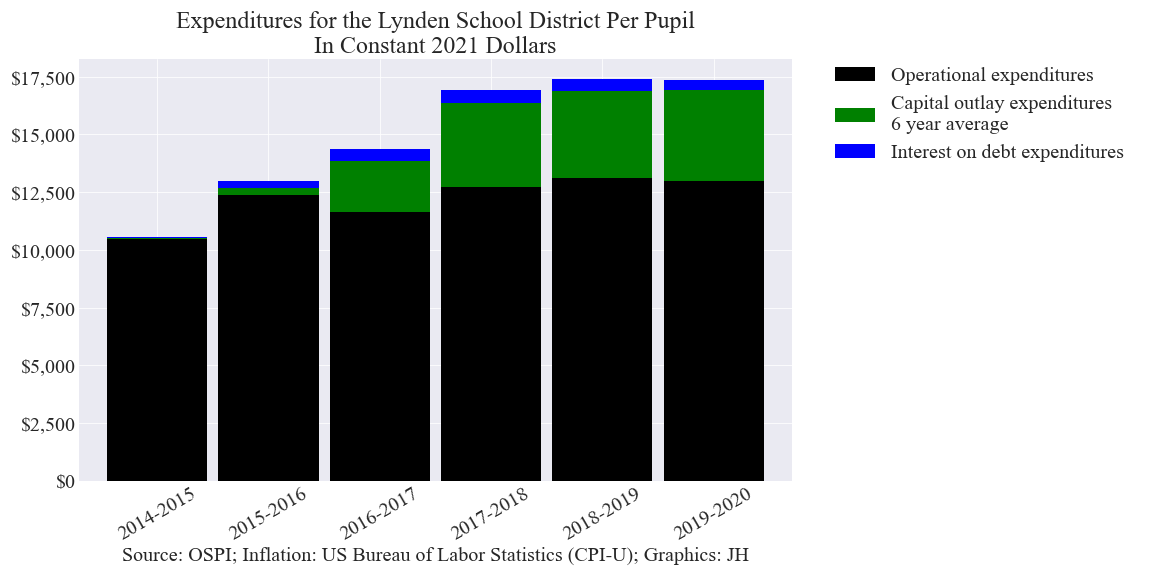 Expenditures for the Lynden School District Per Pupil
In Constant 2021 Dollars
$17,500
$15,000
$12,500
$10,000
$7,500
$5,000
$2,500
$0
2014-2015
2015-2016
2016-2017
2017-2018
2018-2019
2019-2020
Source: OSPI; Inflation: US Bureau of Labor Statistics (CPI-U); Graphics: JH
Operational expenditures
Capital outlay expenditures
6 year average
Interest on debt expenditures